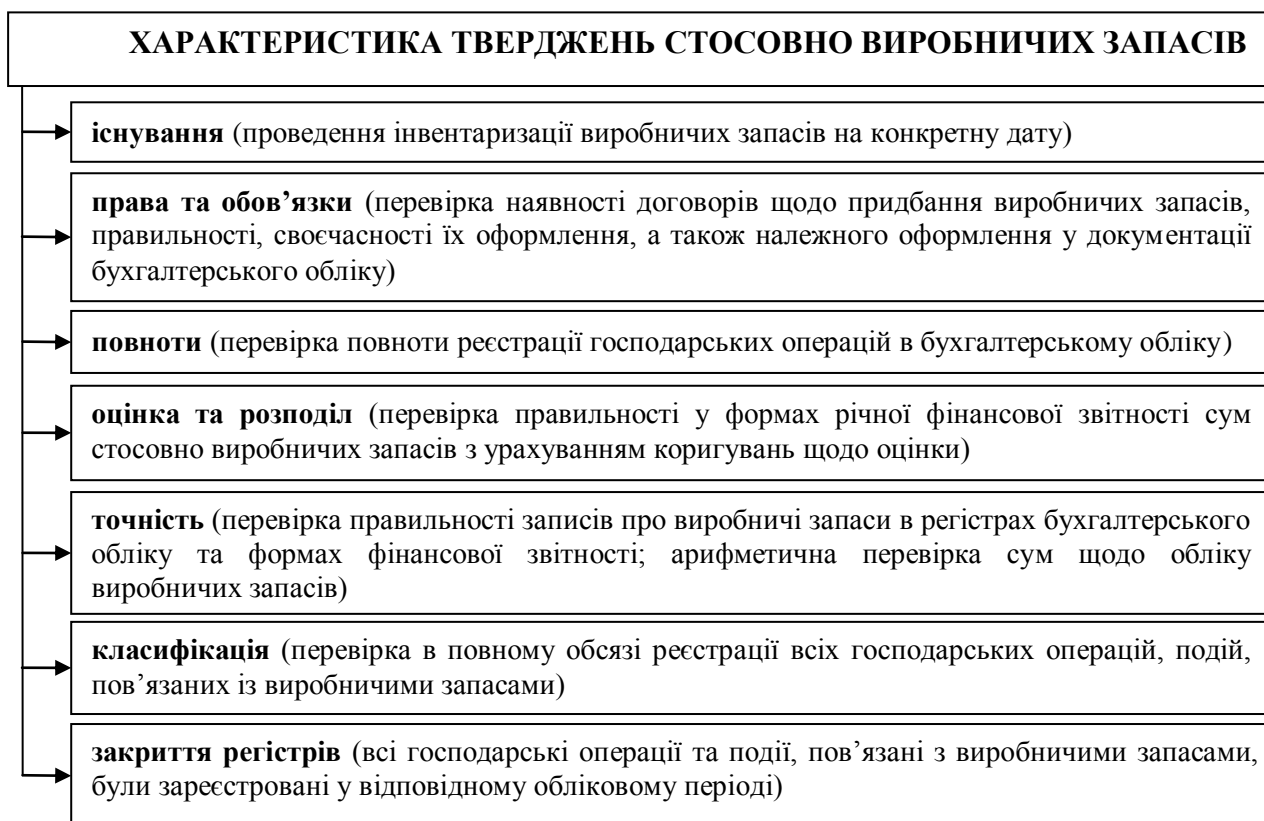 ХАРАКТЕРИСТИКА ТВЕРДЖЕНЬ СТОСОВНО ВИРОБНИЧИХ ЗАПАСІВ
існування (проведення інвентаризації виробничих запасів на конкретну дату)
права та обов’язки (перевірка наявності договорів щодо придбання виробничих запасів,
правильності, своєчасності їх оформлення, а також належного оформлення у документації
бухгалтерського обліку)
повноти (перевірка повноти реєстрації господарських операцій в бухгалтерському обліку)
оцінка та розподіл (перевірка правильності у формах річної фінансової звітності сум
стосовно виробничих запасів з урахуванням коригувань щодо оцінки)
точність (перевірка правильності записів про виробничі запаси в регістрах бухгалтерського
обліку та формах фінансової звітності; арифметична перевірка сум щодо обліку
виробничих запасів)
класифікація (перевірка в повному обсязі реєстрації всіх господарських операцій, подій,
пов’язаних із виробничими запасами)
закриття регістрів (всі господарські операції та події, пов’язані з виробничими запасами,
були зареєстровані у відповідному обліковому періоді)